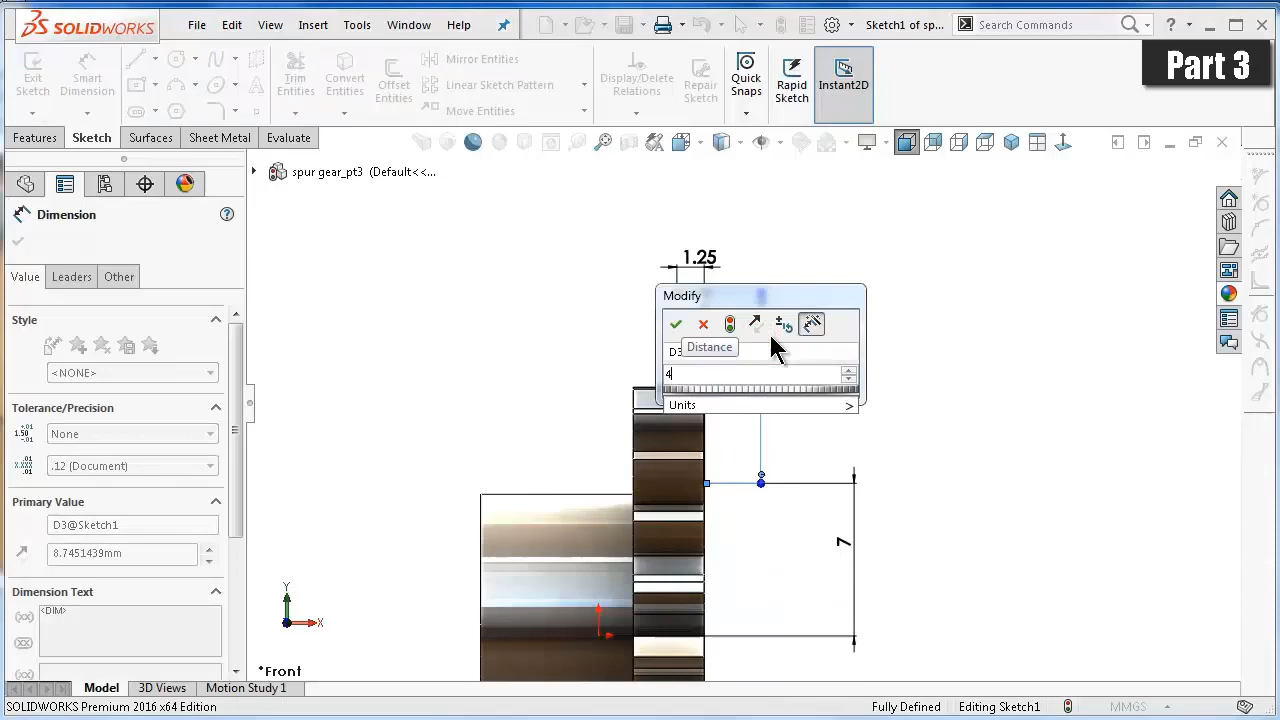 SOLIDWORKS File Edit View Insert Tools Window Help Sketch1 of sp... Search Commands ?
Part 3
Exit Sketch
Smart Dimension
Trim Entities
Convert Entities
Offset Entities
Mirror Entities
Linear Sketch Pattern
Move Entities
Display/Delete Relations
Repair Sketch
Quick Snaps
Rapid Sketch
Instant2D
Features Sketch Surfaces Sheet Metal Evaluate
spur gear_pt3 (Default<<...
Dimension ?
Value Leaders Other
Style
<NONE>
Tolerance/Precision
None
.12 (Document)
Primary Value
D3@Sketch1
8.7451439mm
Dimension Text
<DIM>
1.25
Modify
D3
Distance
4
Units >
7
Y
X
*Front
Model 3D Views Motion Study 1
SOLIDWORKS Premium 2016 x64 Edition Fully Defined Editing Sketch1 MMGS